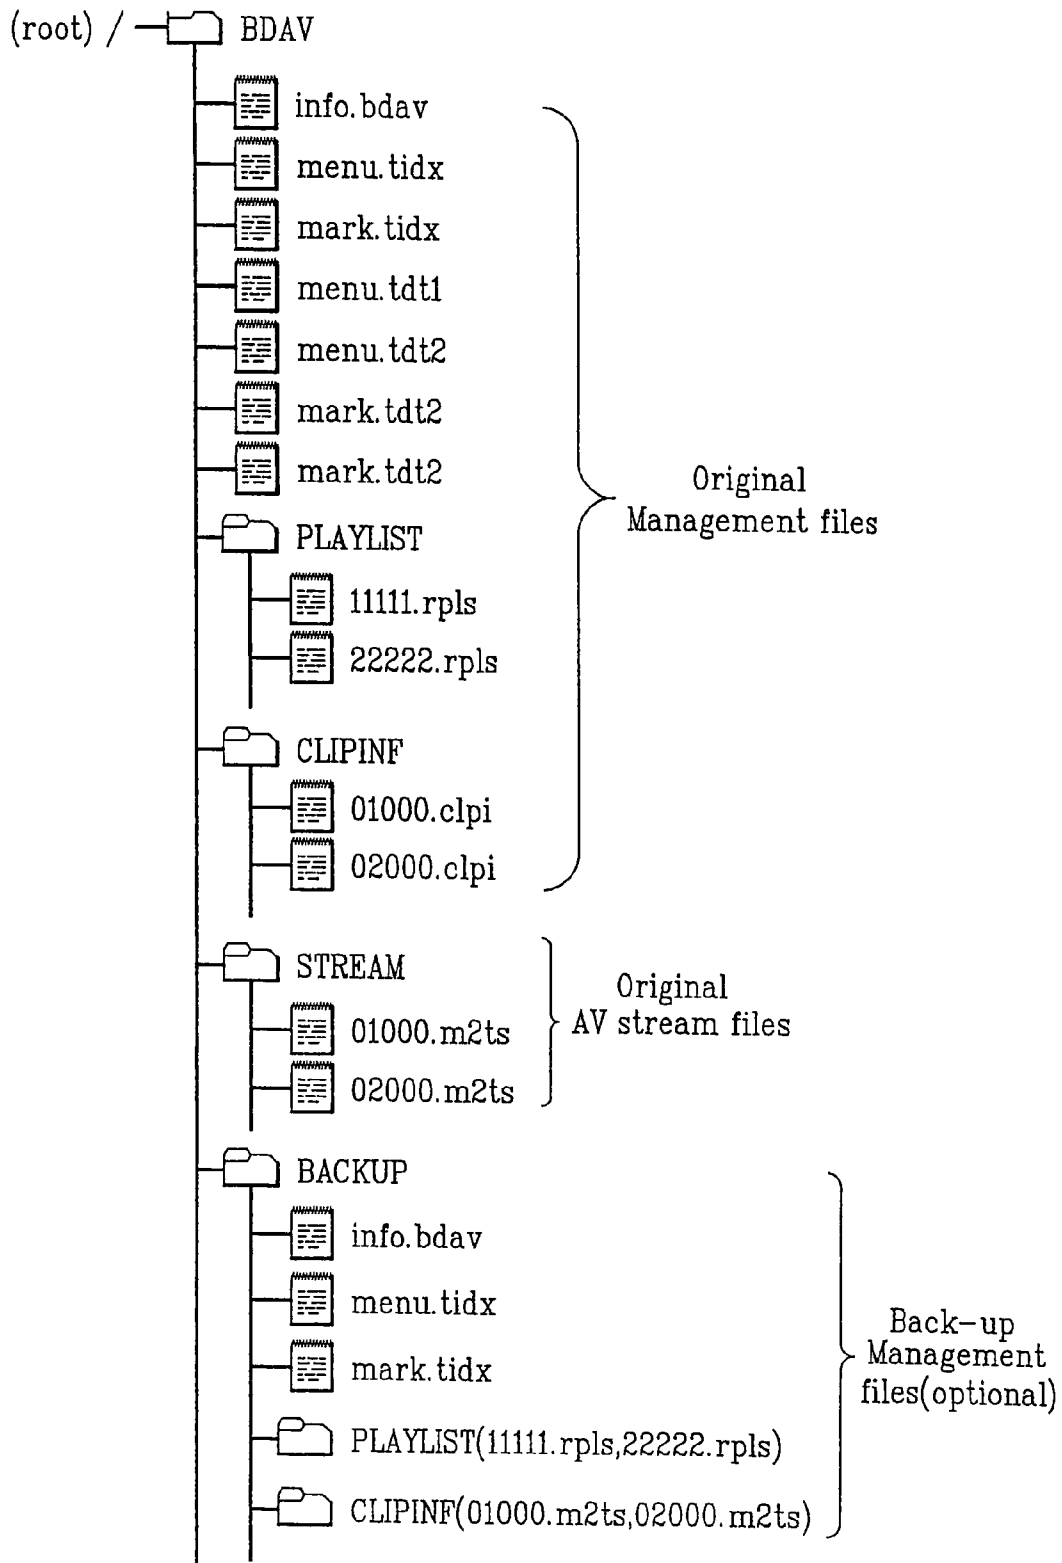 (root) / BDAV
info.bdav
menu.tidx
mark.tidx
menu.tdt1
menu.tdt2
mark.tdt2
mark.tdt2
Original
Management files
PLAYLIST
11111.rpls
22222.rpls
CLIPINF
01000.clpi
02000.clpi
STREAM
Original
AV stream files
01000.m2ts
02000.m2ts
BACKUP
info.bdav
menu.tidx
mark.tidx
Back-up
Management
files(optional)
PLAYLIST(11111.rpls,22222.rpls)
CLIPINF(01000.m2ts,02000.m2ts)